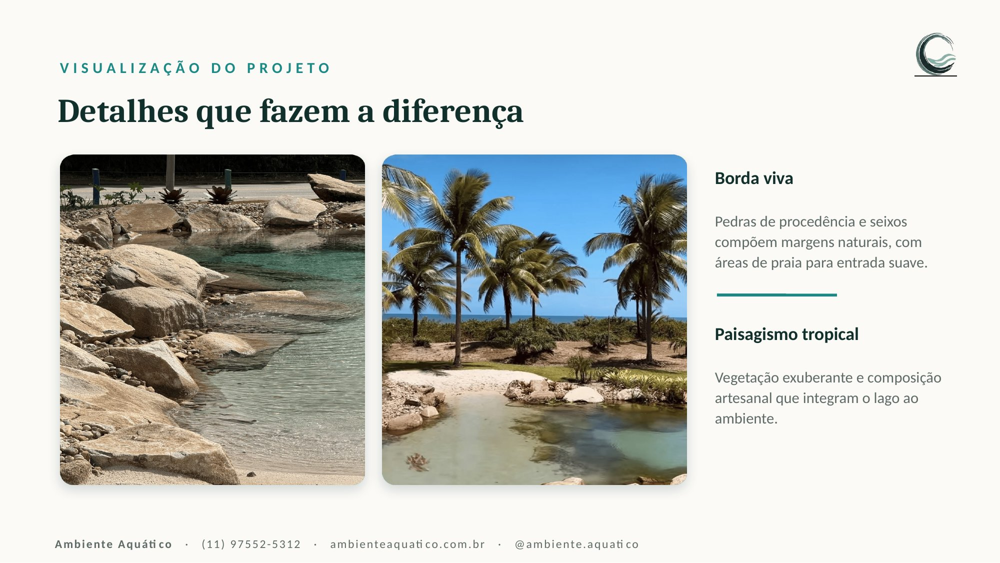 VISUALIZAÇÃO DO PROJETO
Detalhes que fazem a diferença
Borda viva
Pedras de procedência e seixos
compõem margens naturais, com
áreas de praia para entrada suave.
Paisagismo tropical
Vegetação exuberante e composição
artesanal que integram o lago ao
ambiente.
Ambiente Aquático · (11) 97552-5312 · ambienteaquatico.com.br · @ambiente.aquatico